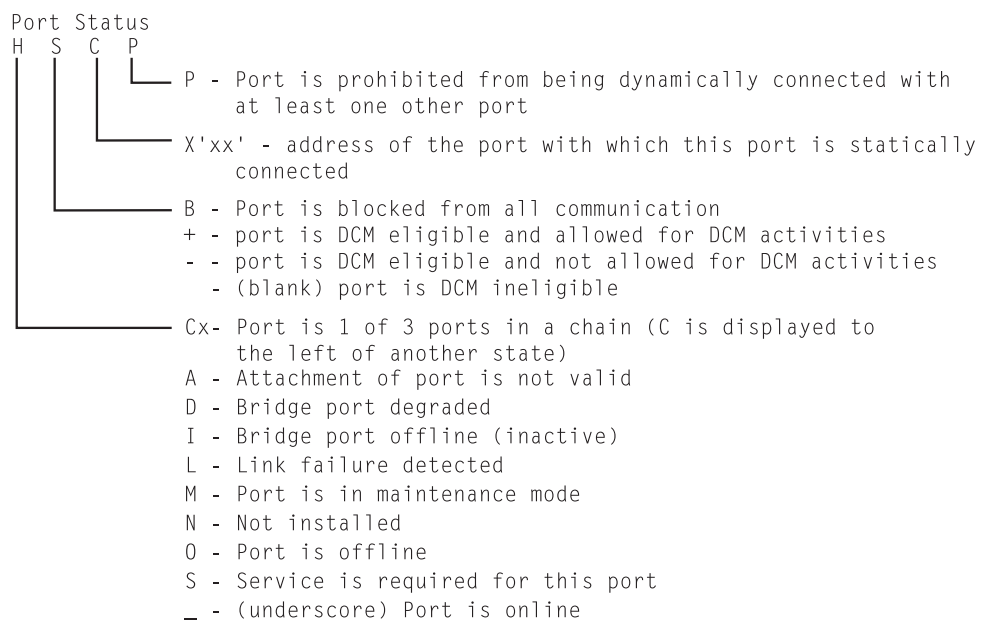 Port Status
H S C P
P - Port is prohibited from being dynamically connected with
at least one other port
X'xx' - address of the port with which this port is statically
connected
B - Port is blocked from all communication
+ - port is DCM eligible and allowed for DCM activities
- - port is DCM eligible and not allowed for DCM activities
- (blank) port is DCM ineligible
Cx- Port is 1 of 3 ports in a chain (C is displayed to
the left of another state)
A - Attachment of port is not valid
D - Bridge port degraded
I - Bridge port offline (inactive)
L - Link failure detected
M - Port is in maintenance mode
N - Not installed
O - Port is offline
S - Service is required for this port
_ - (underscore) Port is online